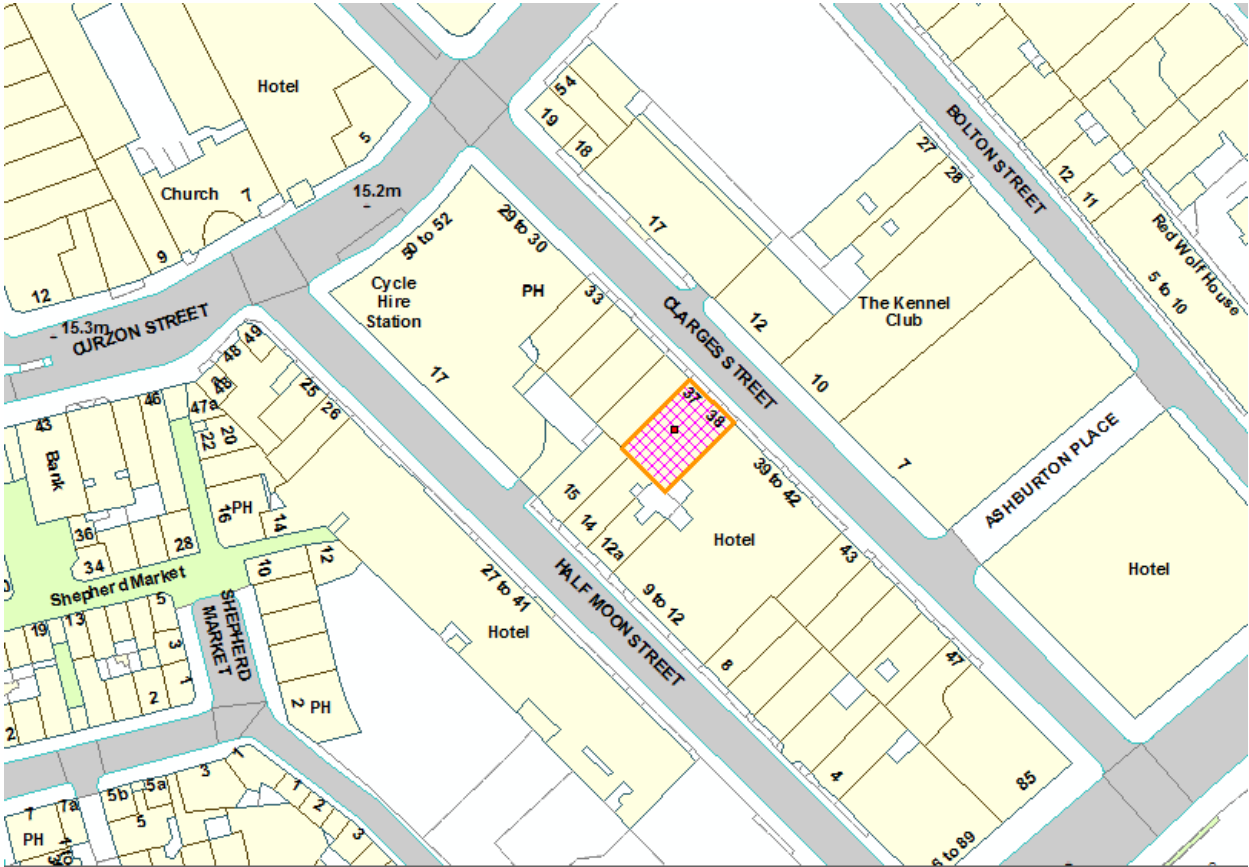 Hotel
5
Church
7
9
12
15.2m
15.3m
CURZON STREET
50 to 52
29 to 30
Cycle
Hire
Station
PH
33
17
54
19
18
17
12
10
7
CLARGES STREET
The Kennel
Club
27
28
BOLTON STREET
12
11
Red Wolf House
5 to 10
ASHBURTON PLACE
Hotel
37
38
39 to 42
43
47
Hotel
15
14
12a
9 to 12
8
4
85
HALF MOON STREET
27 to 41
Hotel
49
48
48
47a
46
43
Bank
25
26
20
22
PH
16
14
12
10
36
34
28
Shepherd Market
SHEPHERD
MARKET
5
3
1
2
13
19
2
2
PH
1
1
2
3
3
5a
5b
5
7a
7
PH